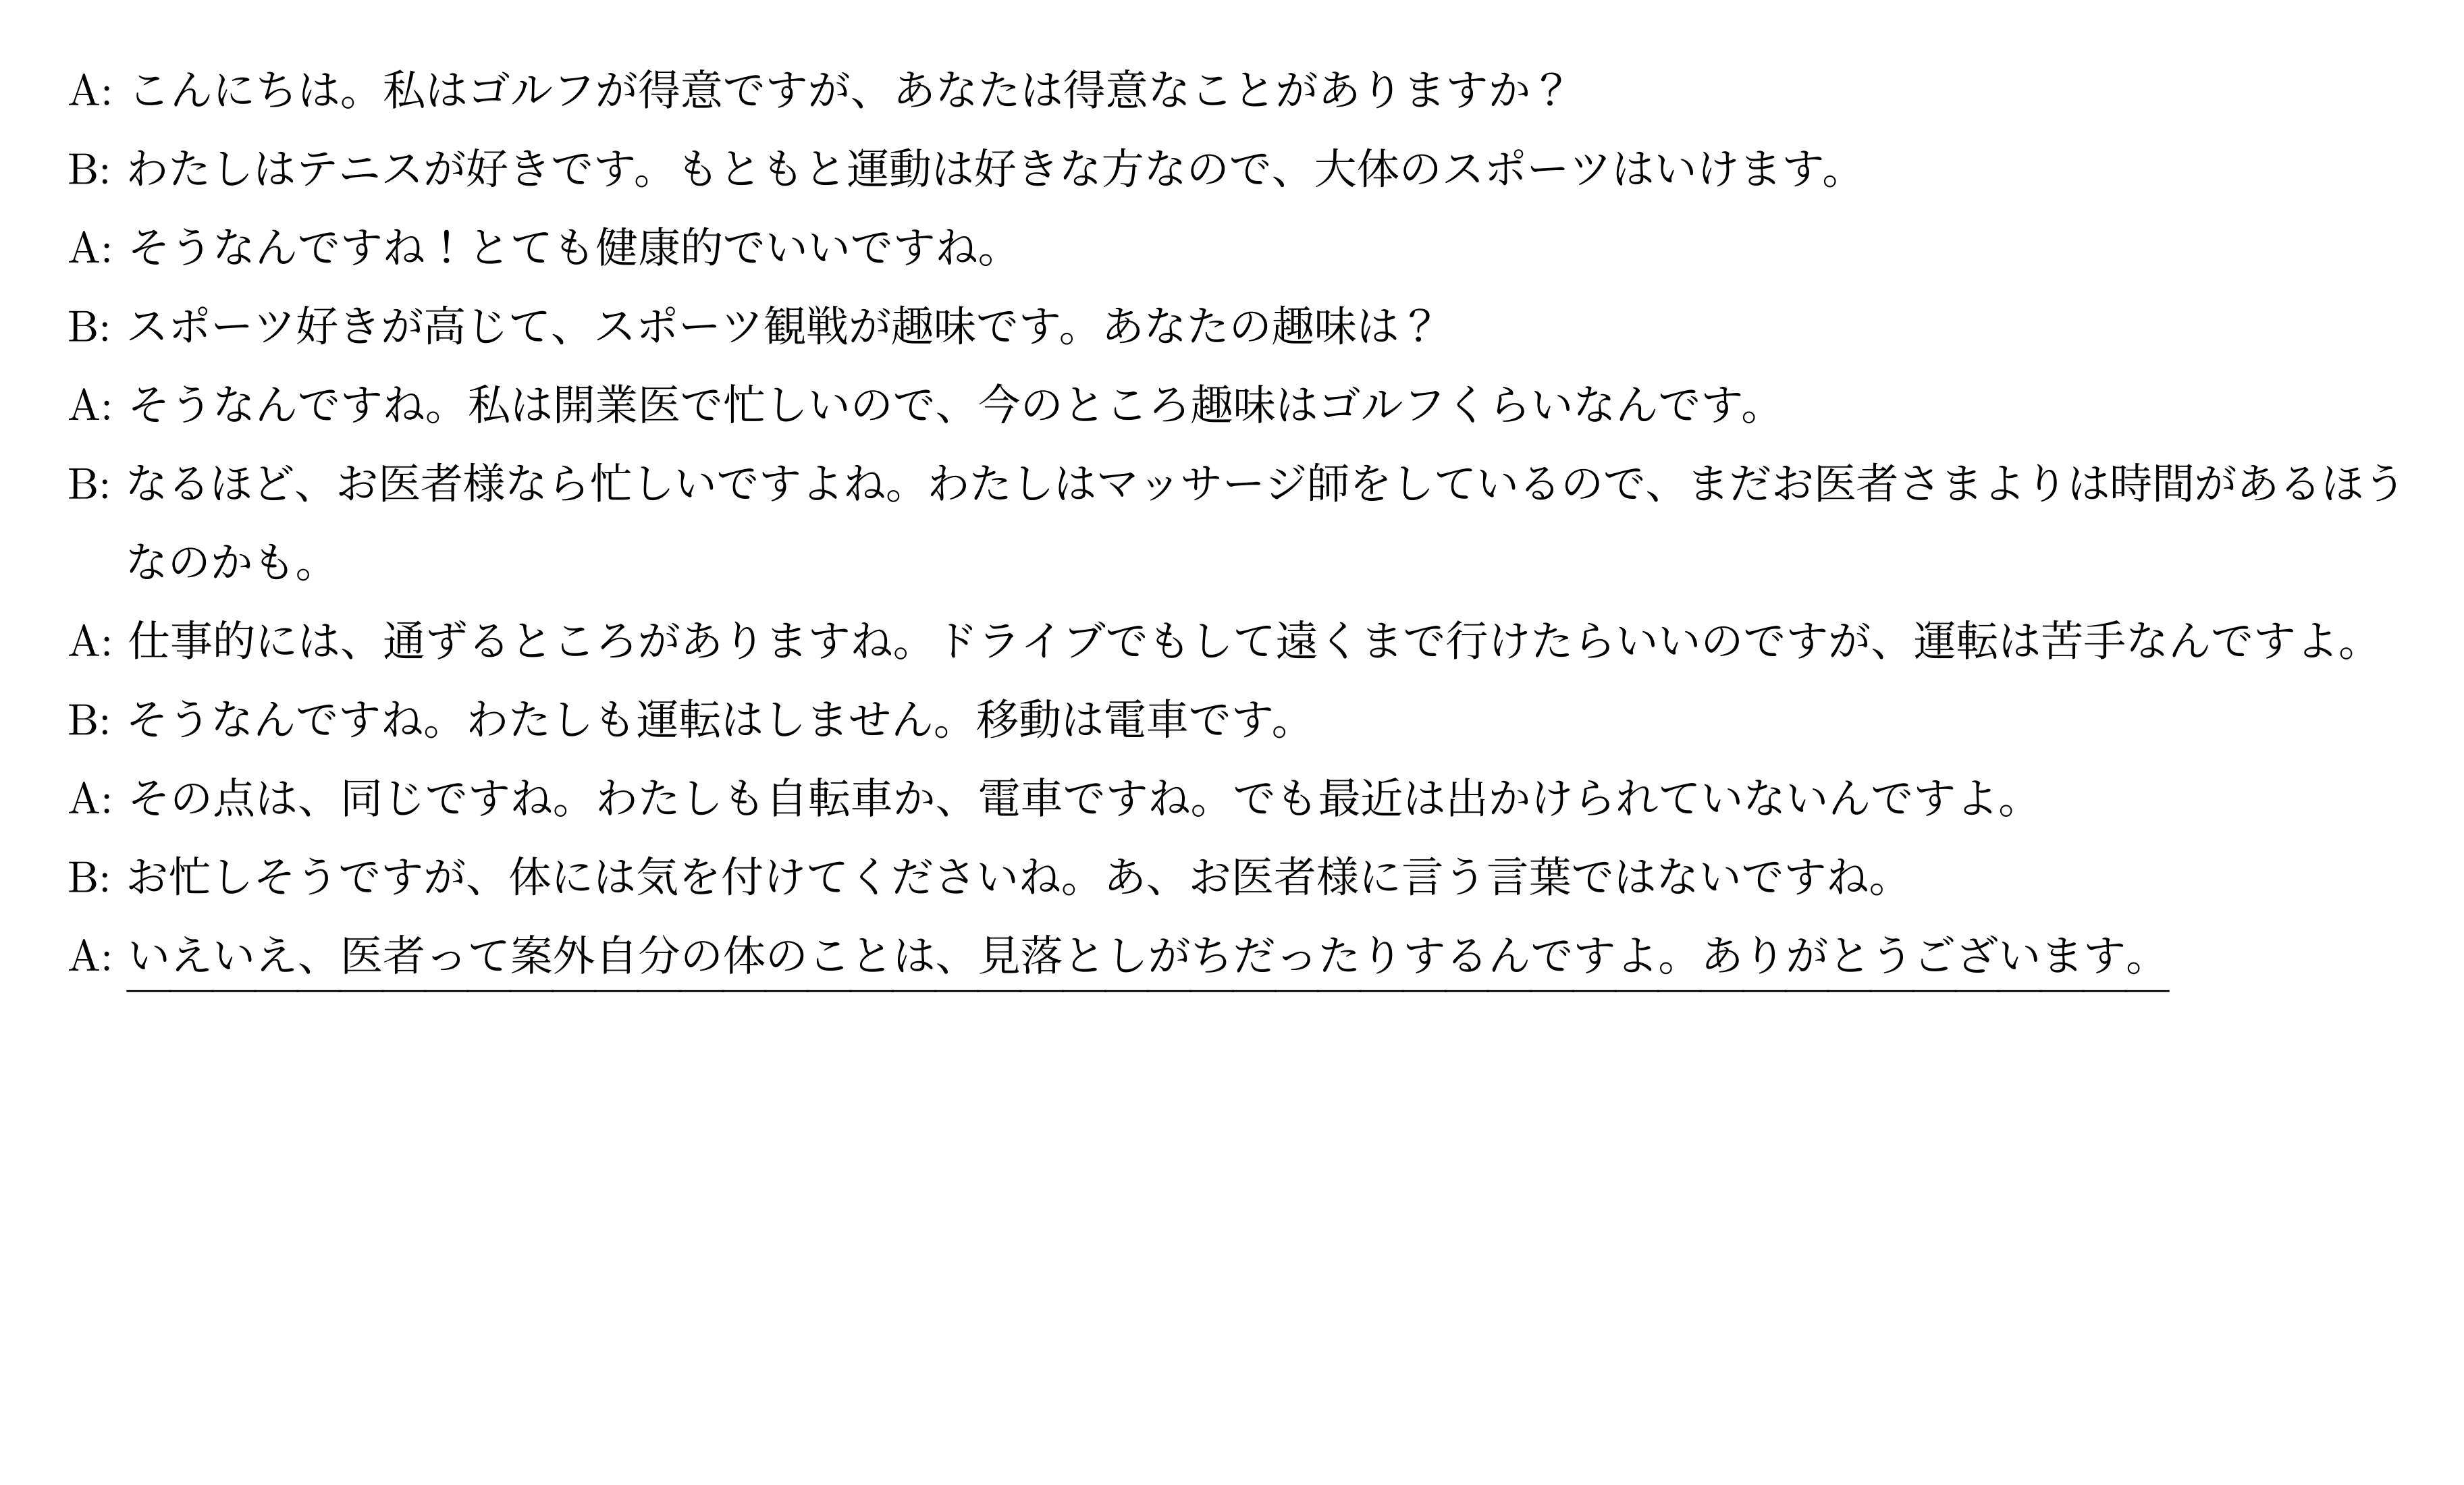 A: こんにちは。私はゴルフが得意ですが、あなたは得意なことがありますか？
B: わたしはテニスが好きです。もともと運動は好きな方なので、大体のスポーツはいけます。
A: そうなんですね！とても健康的でいいですね。
B: スポーツ好きが高じて、スポーツ観戦が趣味です。あなたの趣味は？
A: そうなんですね。私は開業医で忙しいので、今のところ趣味はゴルフくらいなんです。
B: なるほど、お医者様なら忙しいですよね。わたしはマッサージ師をしているので、まだお医者さまよりは時間があるほう
なのかも。
A: 仕事的には、通ずるところがありますね。ドライブでもして遠くまで行けたらいいのですが、運転は苦手なんですよ。
B: そうなんですね。わたしも運転はしません。移動は電車です。
A: その点は、同じですね。わたしも自転車か、電車ですね。でも最近は出かけられていないんですよ。
B: お忙しそうですが、体には気を付けてくださいね。あ、お医者様に言う言葉ではないですね。
A: いえいえ、医者って案外自分の体のことは、見落としがちだったりするんですよ。ありがとうございます。